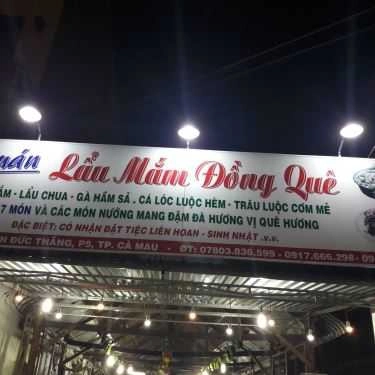 Quán Lẩu Mắm Đồng Quê
ẮM - LẨU CHUA - GÀ HẦM SẢ - CÁ LÓC LUỘC HÈM - TRÂU LUỘC CƠM MẺ
7 MÓN VÀ CÁC MÓN NƯỚNG MANG ĐẬM ĐÀ HƯƠNG VỊ QUÊ HƯƠNG
ĐẶC BIỆT: CÓ NHẬN ĐẶT TIỆC LIÊN HOAN - SINH NHẬT .v.v.
N ĐỨC THẮNG, P5, TP. CÀ MAU - ĐT: 07803.836.599 - 0917.666.298 - 09